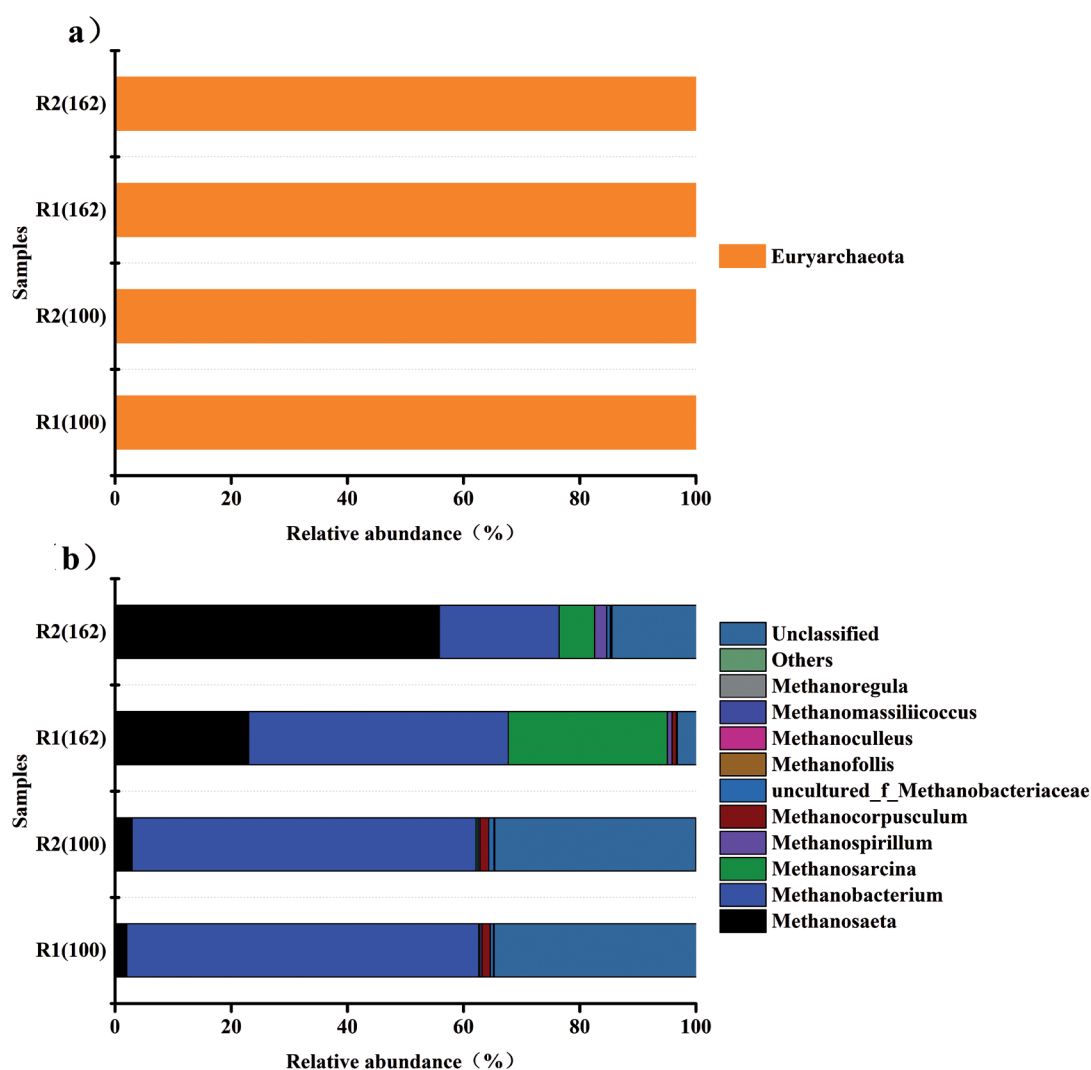 a）
R2(162)
R1(162)
R2(100)
R1(100)
Samples
0 20 40 60 80 100
Relative abundance（%）
Euryarchaeota
b）
R2(162)
R1(162)
R2(100)
R1(100)
Samples
0 20 40 60 80 100
Relative abundance（%）
Unclassified
Others
Methanoregula
Methanomassiliicoccus
Methanoculleus
Methanofollis
uncultured_f_Methanobacteriaceae
Methanocorpusculum
Methanospirillum
Methanosarcina
Methanobacterium
Methanosaeta